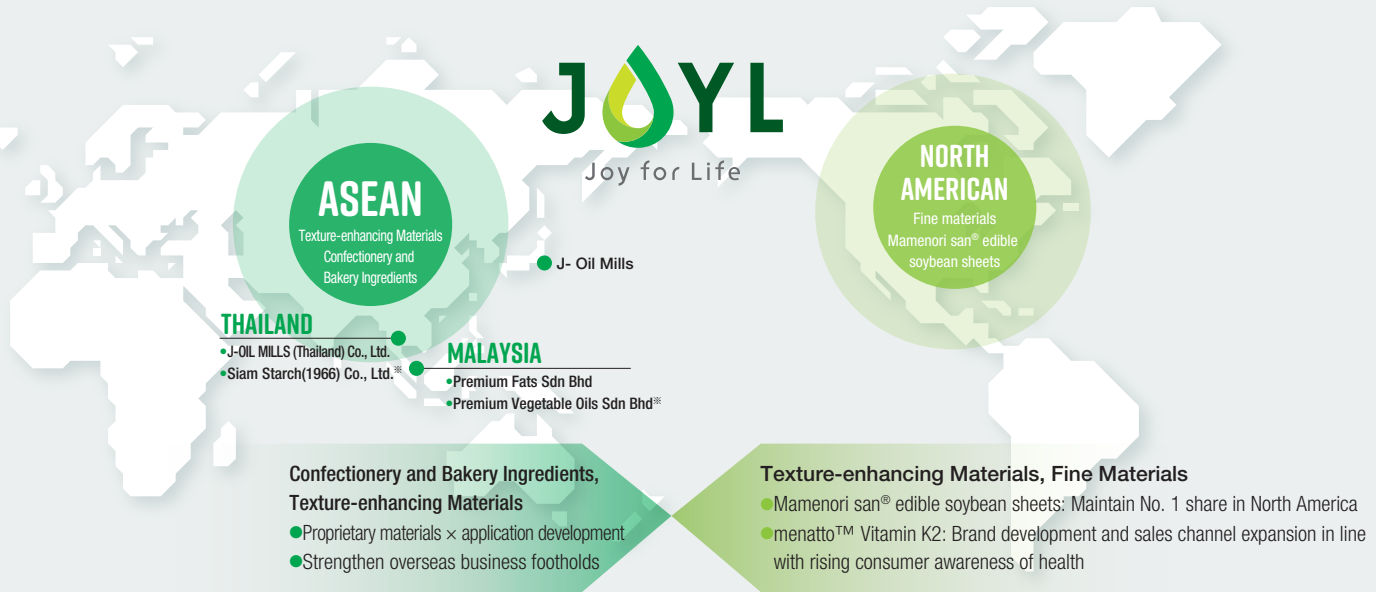 JOYL
Joy for Life
ASEAN
Texture-enhancing Materials
Confectionery and
Bakery Ingredients
NORTH
AMERICAN
Fine materials
Mamenori san® edible
soybean sheets
J- Oil Mills
THAILAND
•J-OIL MILLS (Thailand) Co., Ltd.
•Siam Starch(1966) Co., Ltd.※
MALAYSIA
•Premium Fats Sdn Bhd
•Premium Vegetable Oils Sdn Bhd※
Confectionery and Bakery Ingredients,
Texture-enhancing Materials
●Proprietary materials × application development
●Strengthen overseas business footholds
Texture-enhancing Materials, Fine Materials
●Mamenori san® edible soybean sheets: Maintain No. 1 share in North America
●menatto™ Vitamin K2: Brand development and sales channel expansion in line
with rising consumer awareness of health